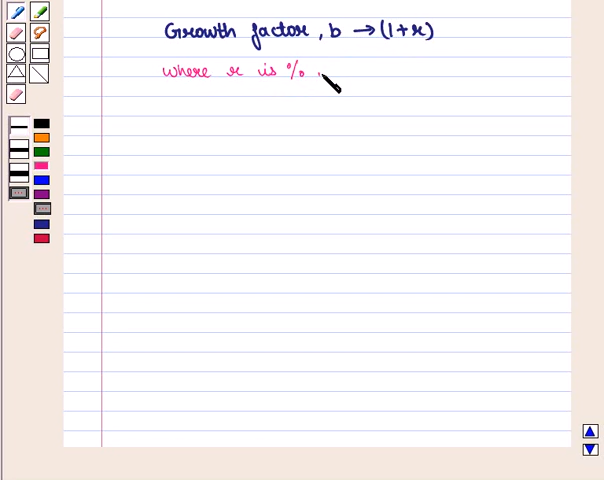 Growth factor, b → (1+r)
where r is %